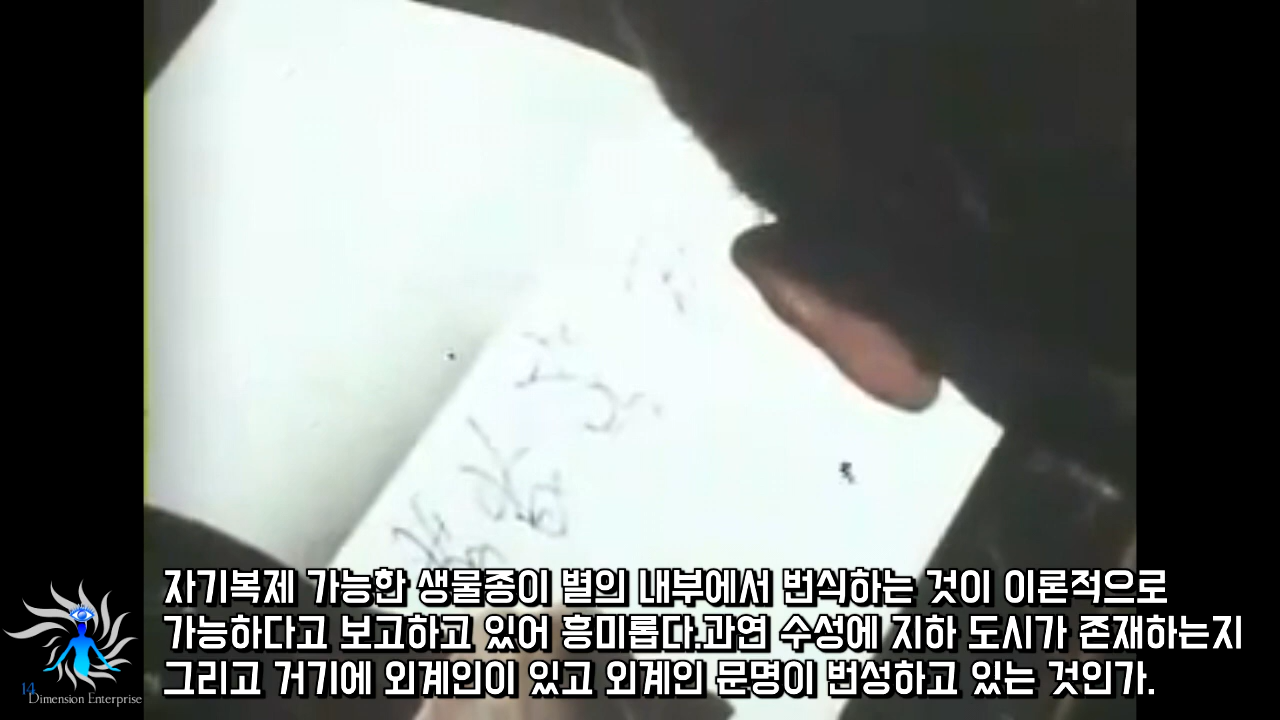 자기복제 가능한 생물종이 별의 내부에서 번식하는 것이 이론적으로
가능하다고 보고하고 있어 흥미롭다.과연 수성에 지하 도시가 존재하는지
그리고 거기에 외계인이 있고 외계인 문명이 번성하고 있는 것인가.
14
Dimension Enterprise